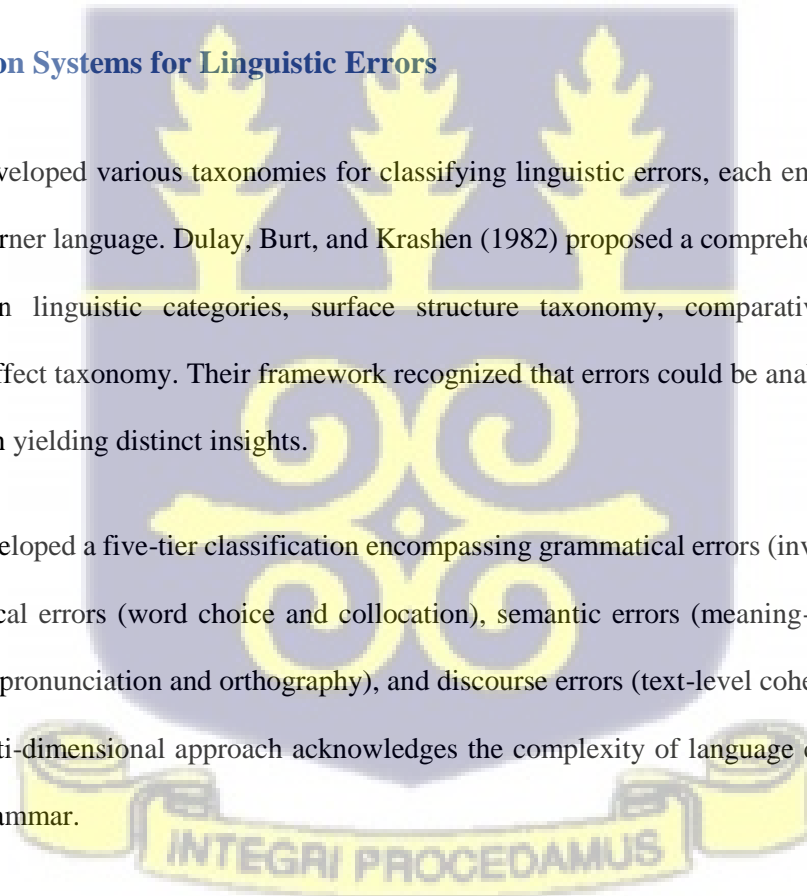 on Systems for Linguistic Errors
veloped various taxonomies for classifying linguistic errors, each en
rner language. Dulay, Burt, and Krashen (1982) proposed a comprehe
n linguistic categories, surface structure taxonomy, comparativ
ffect taxonomy. Their framework recognized that errors could be anal
n yielding distinct insights.
eloped a five-tier classification encompassing grammatical errors (inv
cal errors (word choice and collocation), semantic errors (meaning-
pronunciation and orthography), and discourse errors (text-level cohe
ti-dimensional approach acknowledges the complexity of language
ammar.
INTEGRI PROCEDAMUS